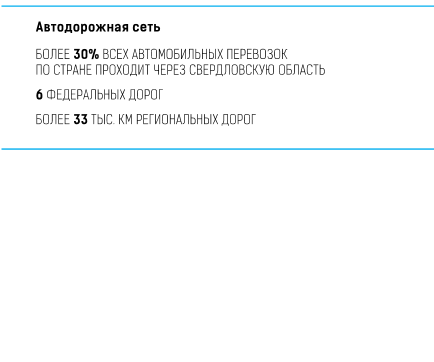 Автодорожная сеть
БОЛЕЕ 30% ВСЕХ АВТОМОБИЛЬНЫХ ПЕРЕВОЗОК
ПО СТРАНЕ ПРОХОДИТ ЧЕРЕЗ СВЕРДЛОВСКУЮ ОБЛАСТЬ
6 ФЕДЕРАЛЬНЫХ ДОРОГ
БОЛЕЕ 33 ТЫС. КМ РЕГИОНАЛЬНЫХ ДОРОГ